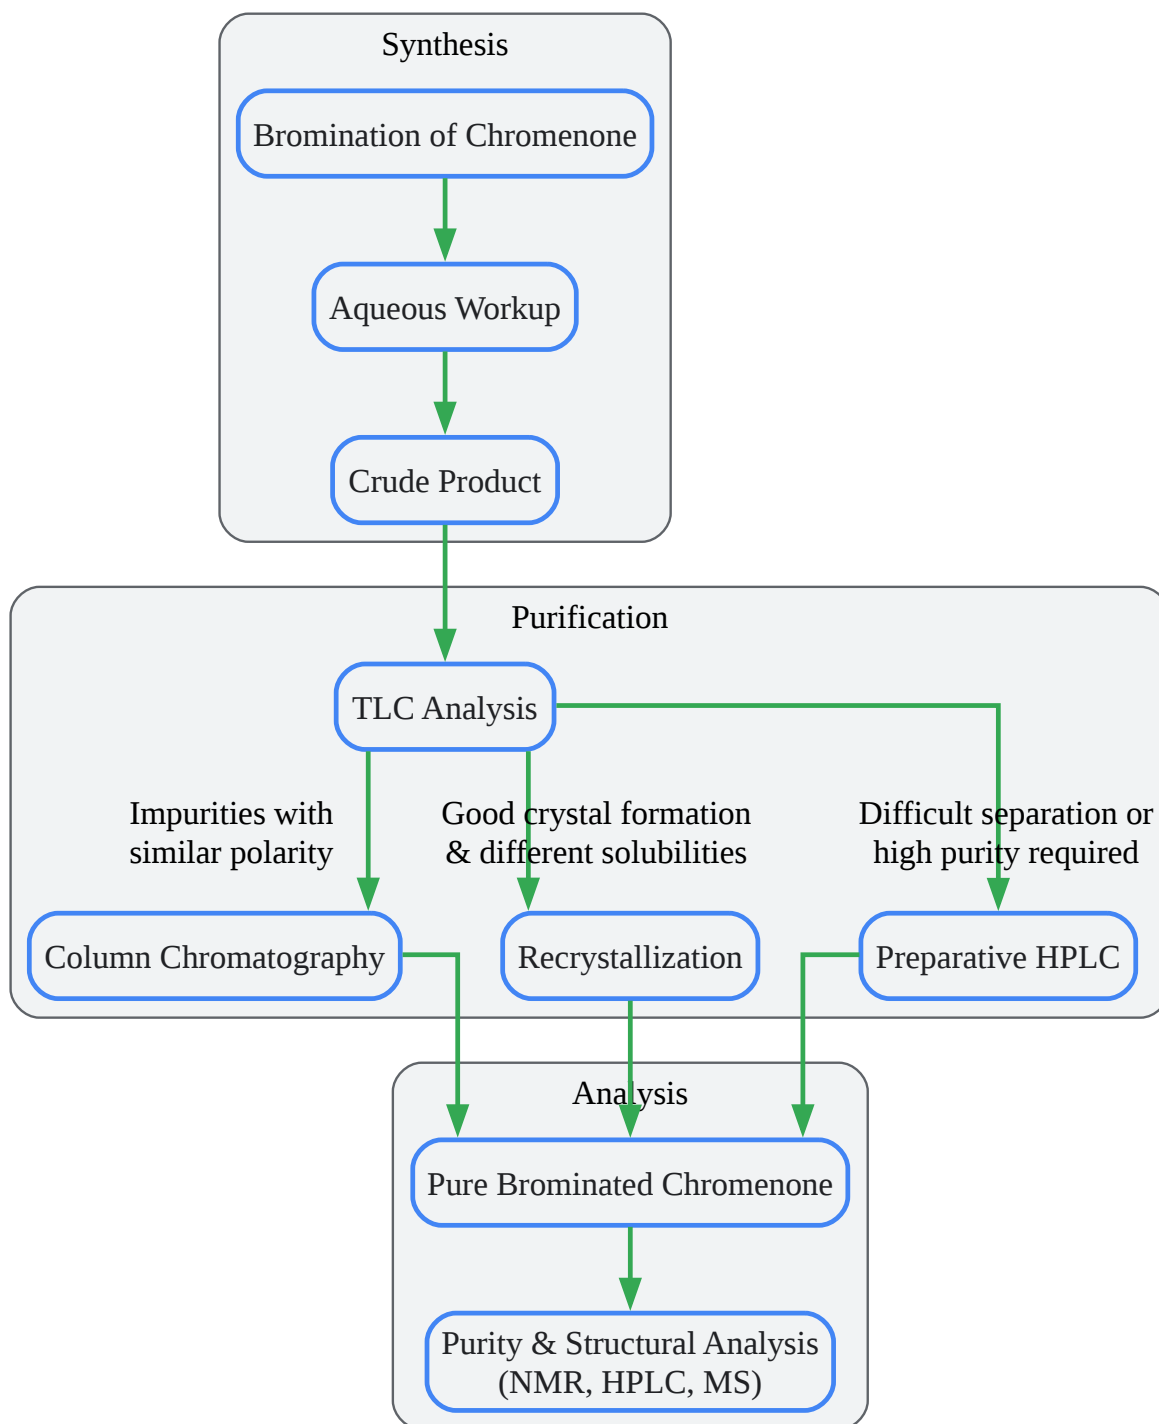 Synthesis
Bromination of Chromenone
Aqueous Workup
Crude Product
Purification
TLC Analysis
Impurities with
similar polarity
Good crystal formation
& different solubilities
Difficult separation or
high purity required
Column Chromatography
Recrystallization
Preparative HPLC
Analysis
Pure Brominated Chromenone
Purity & Structural Analysis
(NMR, HPLC, MS)